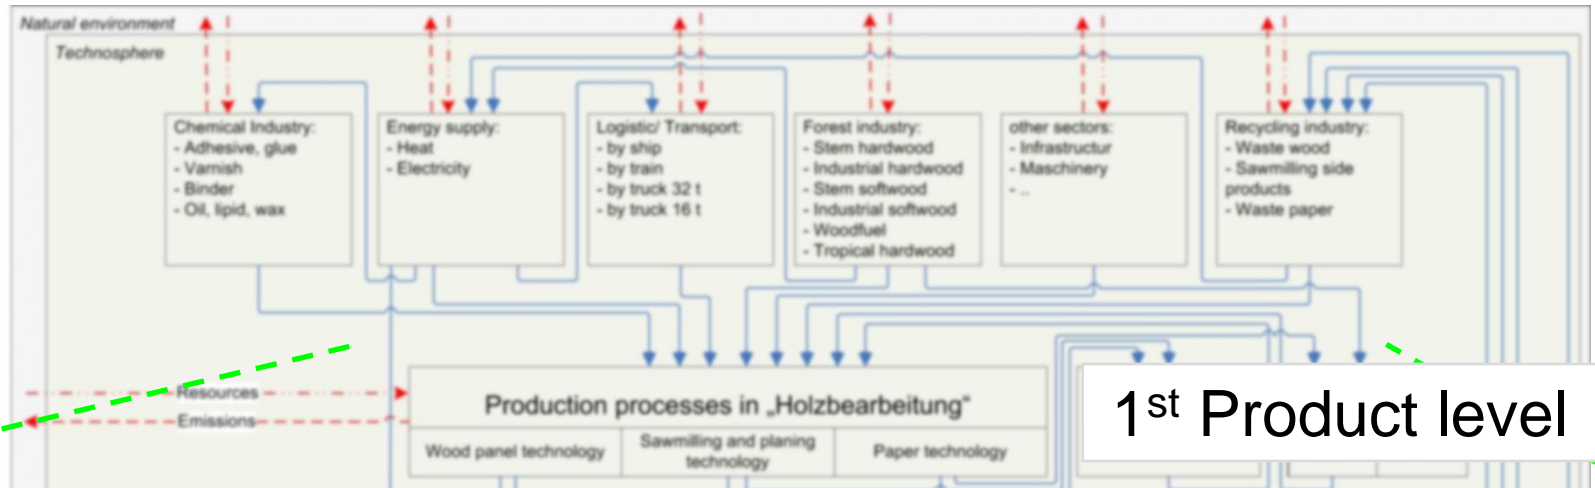 Natural environment
Technosphere
Chemical Industry:
- Adhesive, glue
- Varnish
- Binder
- Oil, lipid, wax
Energy supply:
- Heat
- Electricity
Logistic/ Transport:
- by ship
- by train
- by truck 32 t
- by truck 16 t
Forest industry:
- Stem hardwood
- Industrial hardwood
- Stem softwood
- Industrial softwood
- Woodfuel
- Tropical hardwood
other sectors:
- Infrastructur
- Maschinery
- ..
Recycling industry:
- Waste wood
- Sawmilling side
products
- Waste paper
Resources
Emissions
Production processes in „Holzbearbeitung“
Wood panel technology
Sawmilling and planing
technology
Paper technology
1st Product level